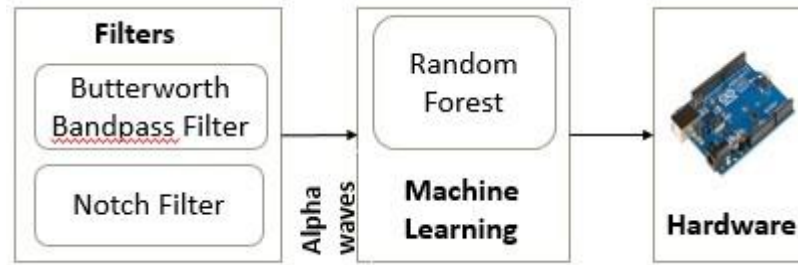 Filters
Butterworth
Bandpass Filter
Notch Filter
Alpha
waves
Random
Forest
Machine
Learning
Hardware